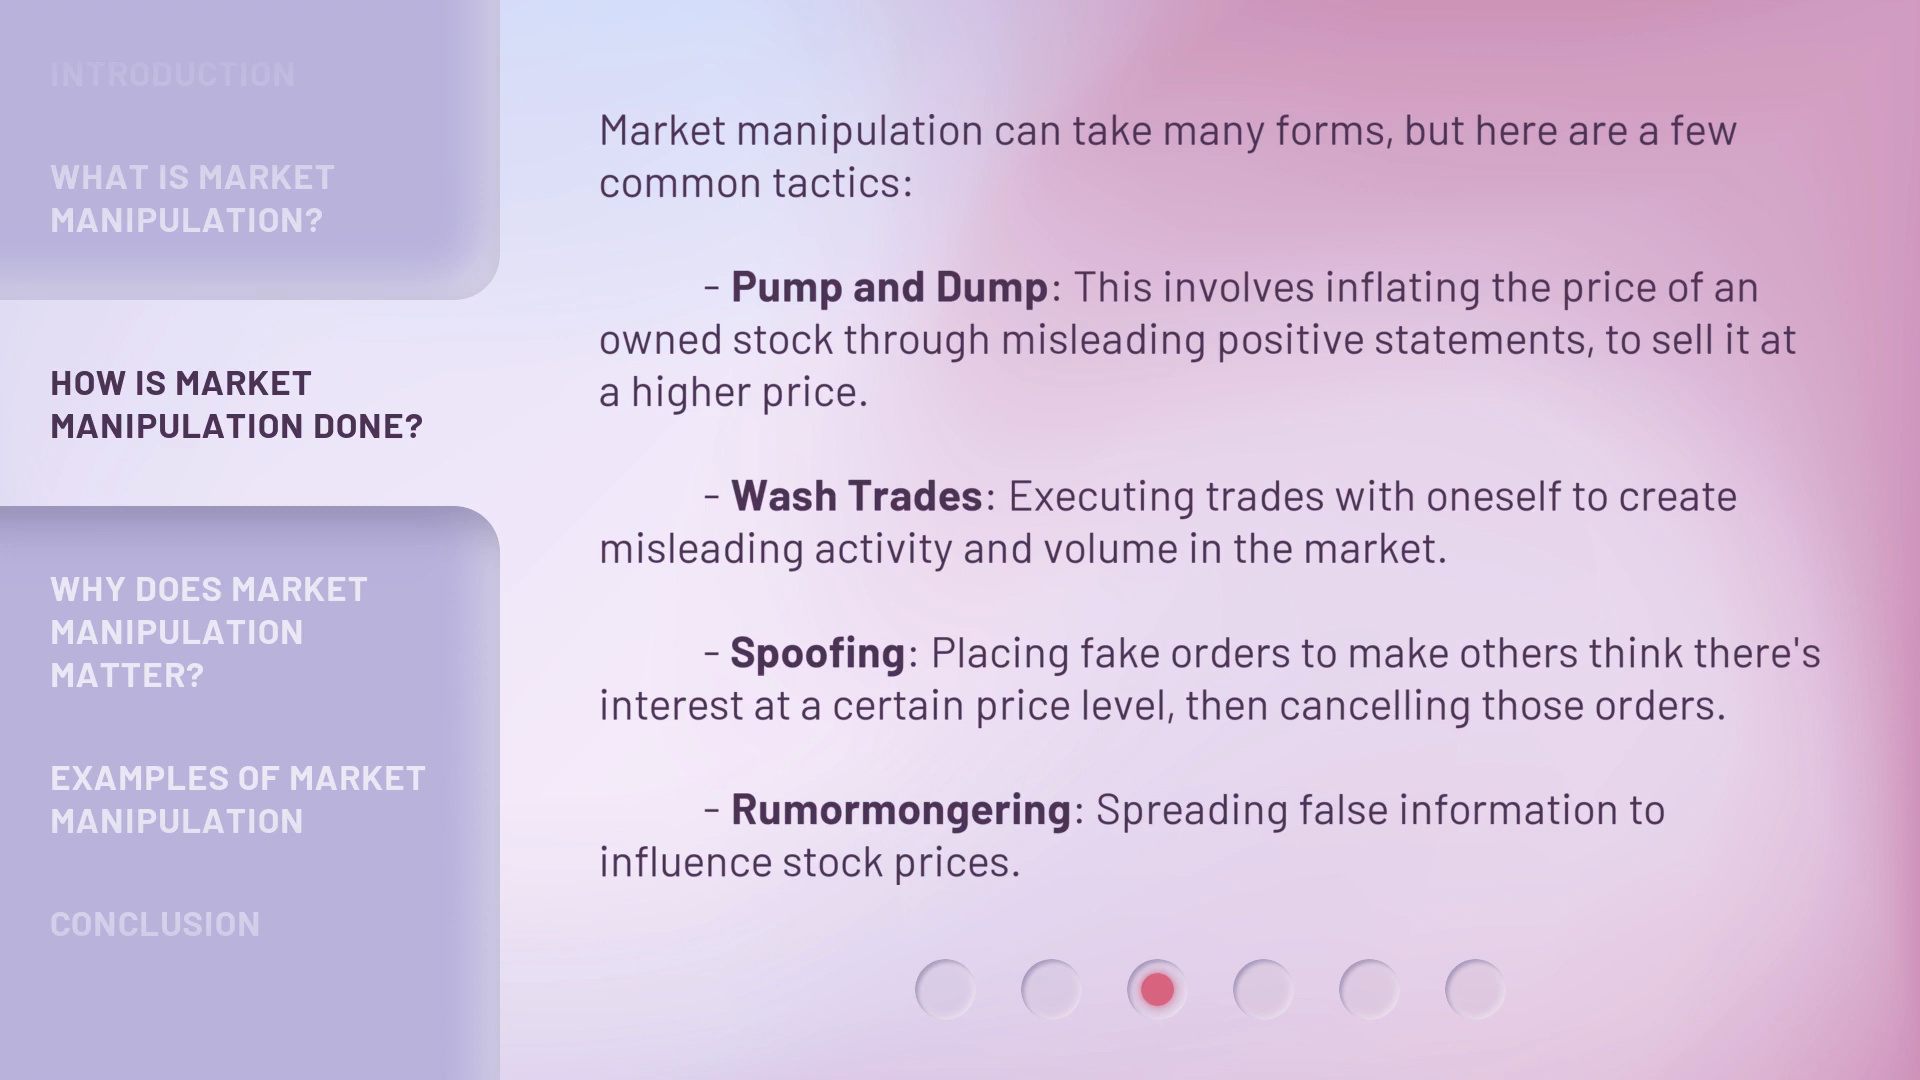 INTRODUCTION
WHAT IS MARKET
MANIPULATION?
HOW IS MARKET
MANIPULATION DONE?
WHY DOES MARKET
MANIPULATION
MATTER?
EXAMPLES OF MARKET
MANIPULATION
CONCLUSION
Market manipulation can take many forms, but here are a few
common tactics:
- Pump and Dump: This involves inflating the price of an
owned stock through misleading positive statements, to sell it at
a higher price.
- Wash Trades: Executing trades with oneself to create
misleading activity and volume in the market.
- Spoofing: Placing fake orders to make others think there's
interest at a certain price level, then cancelling those orders.
- Rumormongering: Spreading false information to
influence stock prices.